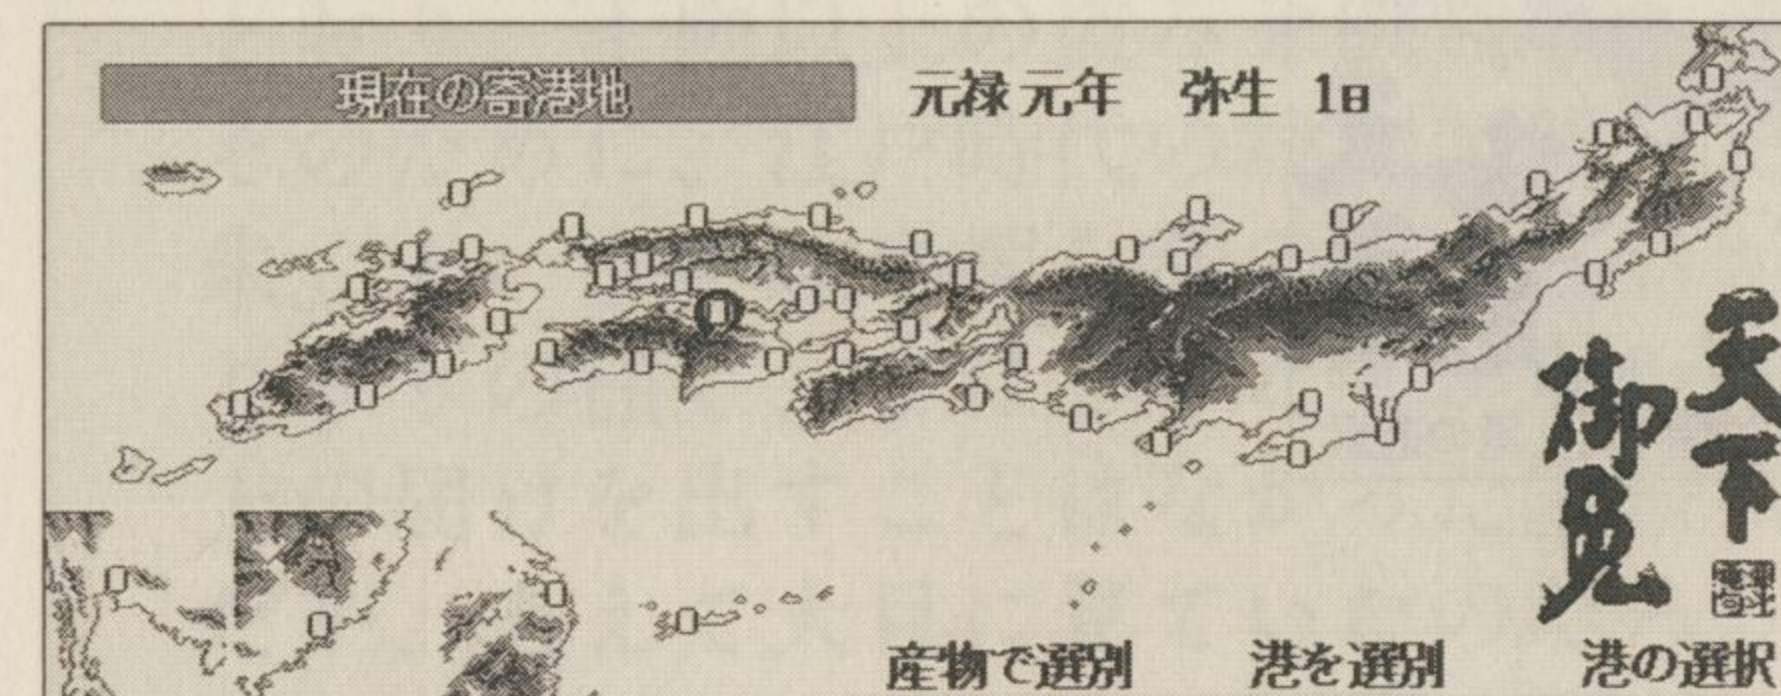 現在の寄港地
元禄元年 弥生 1日
天下
御免
産物で選別 港を選別 港の選択